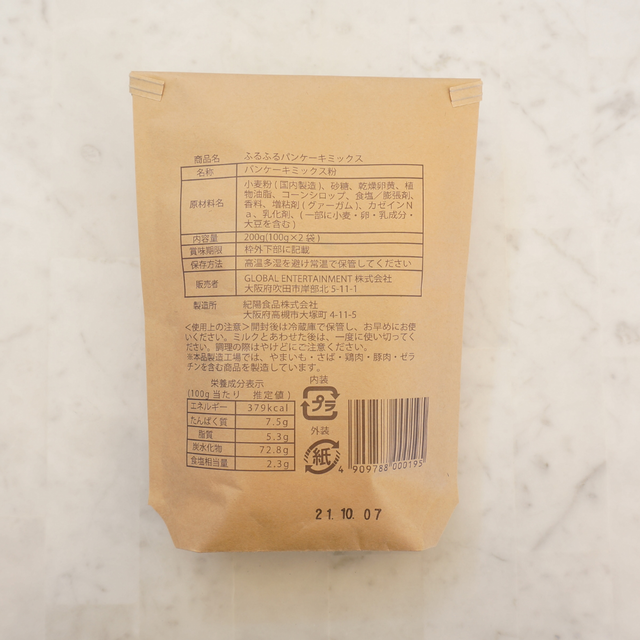 商品名 ふるふるパンケーキミックス
名称 パンケーキミックス粉
原材料名 小麦粉(国内製造)、砂糖、乾燥卵黄、植
物油脂、コーンシロップ、食塩／膨張剤、
香料、増粘剤(グァーガム)、カゼインN
a、乳化剤、(一部に小麦・卵・乳成分・
大豆を含む)
内容量 200g(100g×2袋)
賞味期限 枠外下部に記載
保存方法 高温多湿を避け常温で保管してください
販売者 GLOBAL ENTERTAINMENT 株式会社
大阪府吹田市岸部北 5-11-1
製造所 紀陽食品株式会社
大阪府高槻市大塚町 4-11-5
＜使用上の注意＞開封後は冷蔵庫で保管し、お早めにお使
いください。ミルクとあわせた後は、一度に使い切ってく
ださい。調理の際はやけどにご注意ください。
※本品製造工場では、やまいも・さば・鶏肉・豚肉・ゼラ
チンを含む商品を製造しています。
栄養成分表示
(100g当たり 推定値)
エネルギー 379kcal
たんぱく質 7.5g
脂質 5.3g
炭水化物 72.8g
食塩相当量 2.3g
内装
プラ
外装
紙
4 909788 000195
21.10.07